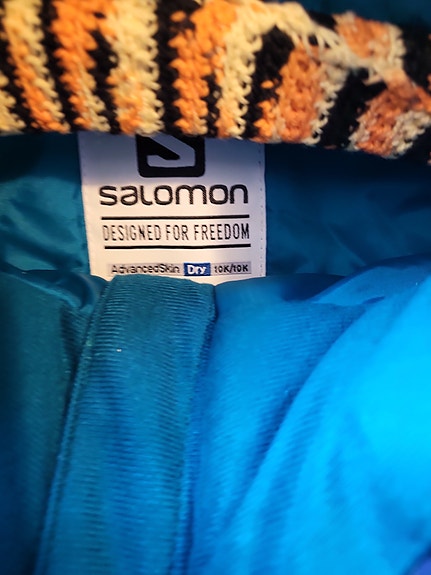 salomon
DESIGNED FOR FREEDOM
AdvancedSkin Dry 10K/10K